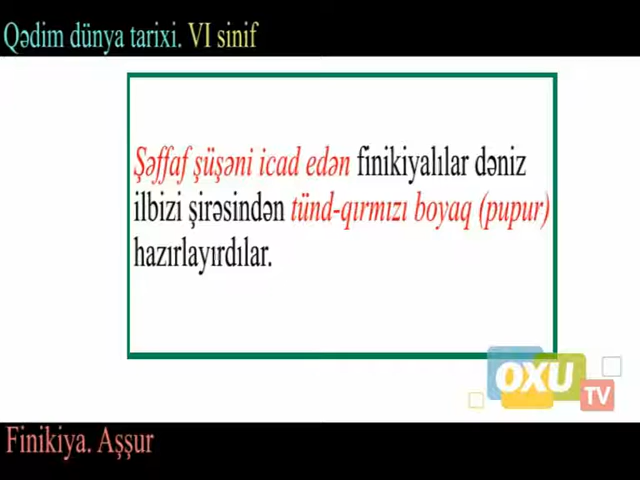 Qədim dünya tarixi. VI sinif
Şəffaf şüşəni icad edən finikiyalılar dəniz
ilbizi şirəsindən tünd-qırmızı boyaq (pupur)
hazırlayırdılar.
OXU
TV
Finikiya. Aşşur